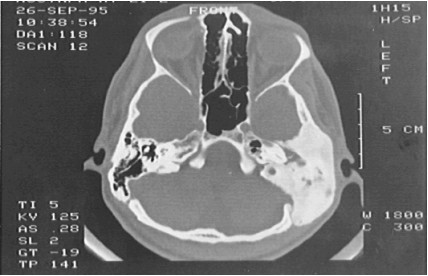 26-SEP-95
10:38:54
DA1:118
SCAN 12
FRONT
1H15
H/SP
LEFT
5 CM
TI 5
KV 125
AS .28
SL 2
GT -19
TP 141
W 1800
C 300